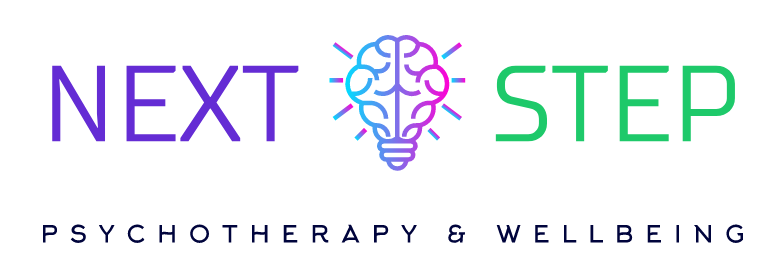 NEXT STEP
PSYCHOTHERAPY & WELLBEING